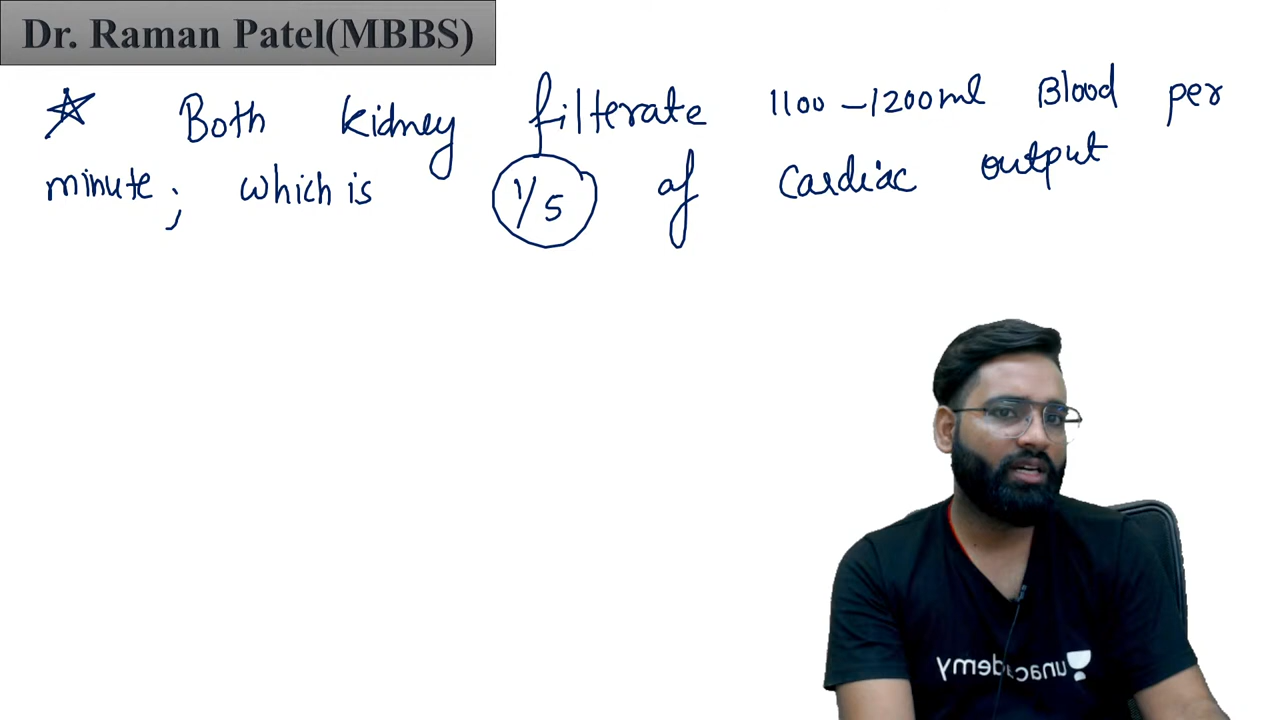 Dr. Raman Patel(MBBS)
☆ Both kidney filterate 1100-1200ml Blood per
minute; which is 1/5 of Cardiac output
unacademy